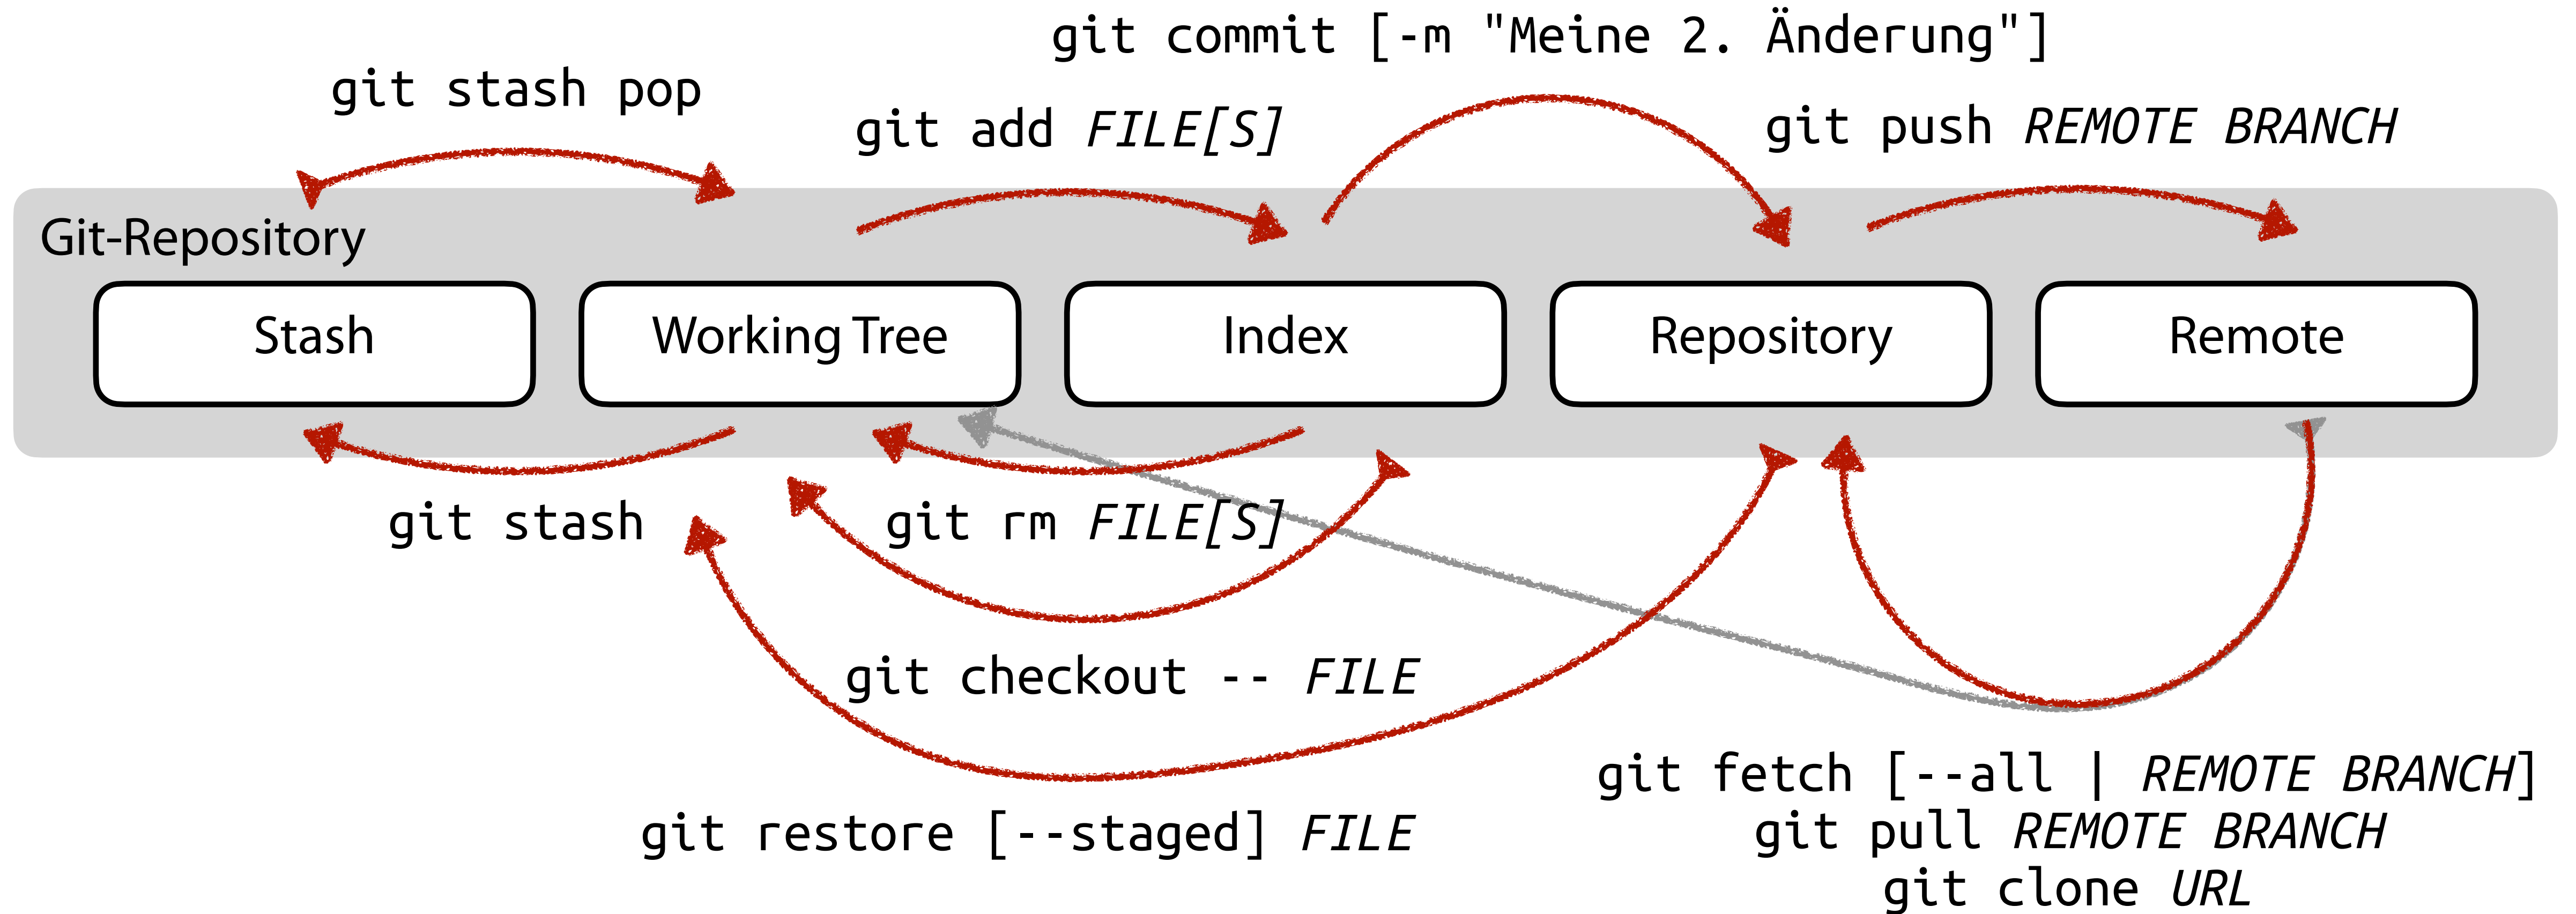 git commit [-m "Meine 2. Änderung"]
git stash pop
git add FILE[S]
git push REMOTE BRANCH
Git-Repository
Stash
Working Tree
Index
Repository
Remote
git stash
git rm FILE[S]
git checkout -- FILE
git restore [--staged] FILE
git fetch [--all | REMOTE BRANCH]
git pull REMOTE BRANCH
git clone URL